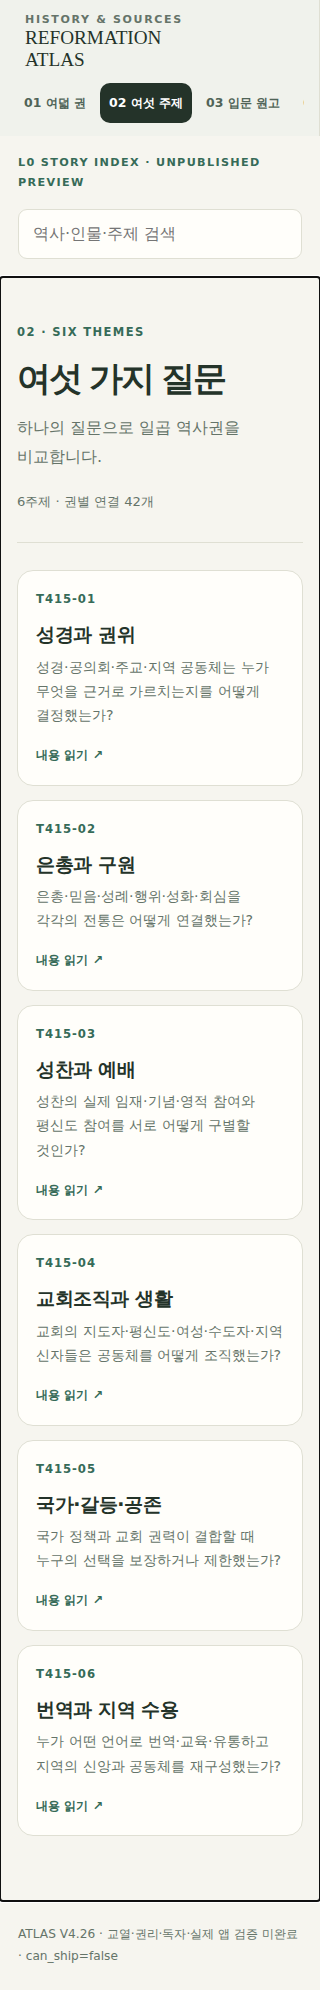 HISTORY & SOURCES
REFORMATION
ATLAS
01 여덟 권
02 여섯 주제
03 입문 원고
L0 STORY INDEX · UNPUBLISHED
PREVIEW
역사·인물·주제 검색
02 · SIX THEMES
여섯 가지 질문
하나의 질문으로 일곱 역사권을
비교합니다.
6주제 · 권별 연결 42개
T415-01
성경과 권위
성경·공의회·주교·지역 공동체는 누가
무엇을 근거로 가르치는지를 어떻게
결정했는가?
내용 읽기 ↗
T415-02
은총과 구원
은총·믿음·성례·행위·성화·회심을
각각의 전통은 어떻게 연결했는가?
내용 읽기 ↗
T415-03
성찬과 예배
성찬의 실제 임재·기념·영적 참여와
평신도 참여를 서로 어떻게 구별할
것인가?
내용 읽기 ↗
T415-04
교회조직과 생활
교회의 지도자·평신도·여성·수도자·지역
신자들은 공동체를 어떻게 조직했는가?
내용 읽기 ↗
T415-05
국가·갈등·공존
국가 정책과 교회 권력이 결합할 때
누구의 선택을 보장하거나 제한했는가?
내용 읽기 ↗
T415-06
번역과 지역 수용
누가 어떤 언어로 번역·교육·유통하고
지역의 신앙과 공동체를 재구성했는가?
내용 읽기 ↗
ATLAS V4.26 · 교열·권리·독자·실제 앱 검증 미완료
· can_ship=false